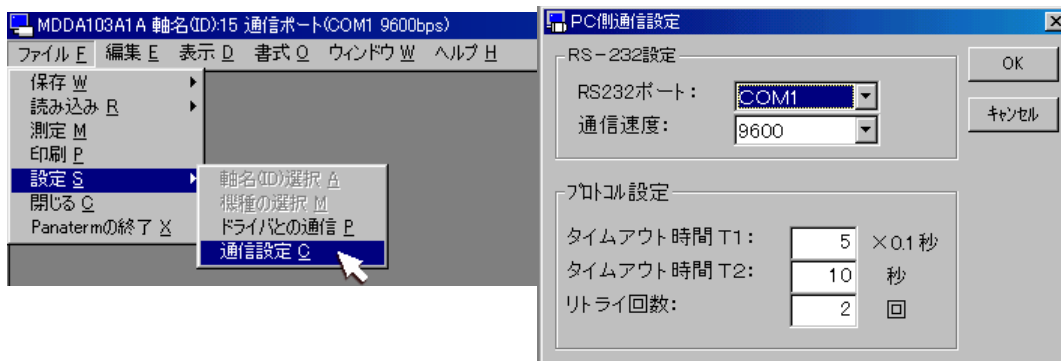 MDDA103A1A 軸名(ID):15 通信ポート(COM1 9600bps)
ファイル F 編集 E 表示 D 書式 O ウィンドウ W ヘルプ H
保存 W
読み込み R
測定 M
印刷 P
設定 S
閉じる C
Panatermの終了 X
軸名(ID)選択 A
機種の選択 M
ドライバとの通信 P
通信設定 C
PC側通信設定
RS-232設定
RS232ポート: COM1
通信速度: 9600
OK
キャンセル
プロトコル設定
タイムアウト時間 T1: 5 ×0.1 秒
タイムアウト時間 T2: 10 秒
リトライ回数: 2 回